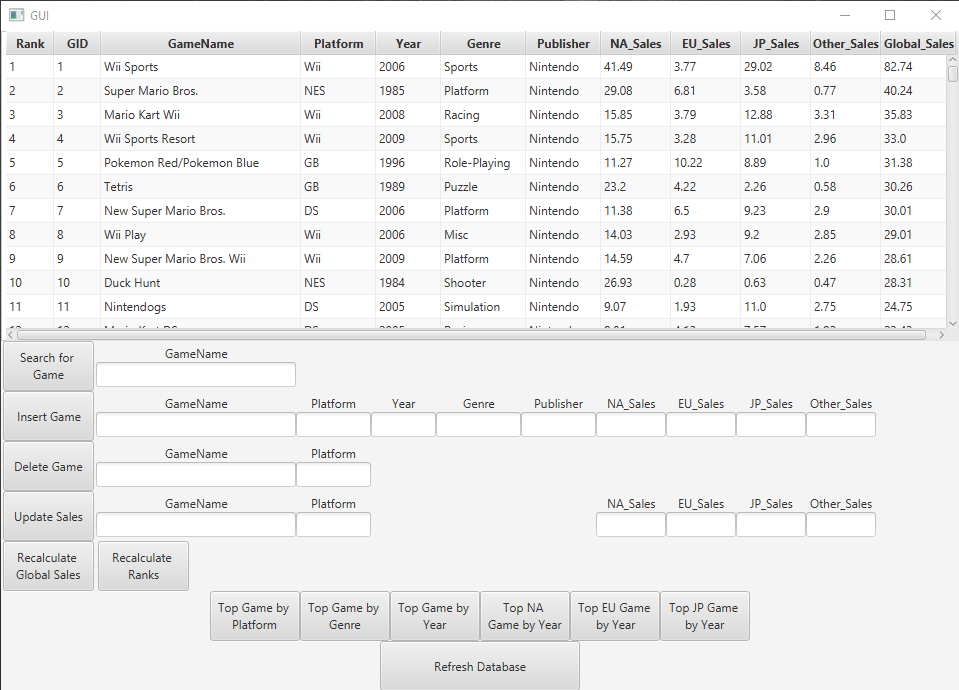 GUI
Rank GID GameName Platform Year Genre Publisher NA_Sales EU_Sales JP_Sales Other_Sales Global_Sales
1 1 Wii Sports Wii 2006 Sports Nintendo 41.49 3.77 29.02 8.46 82.74
2 2 Super Mario Bros. NES 1985 Platform Nintendo 29.08 6.81 3.58 0.77 40.24
3 3 Mario Kart Wii Wii 2008 Racing Nintendo 15.85 3.79 12.88 3.31 35.83
4 4 Wii Sports Resort Wii 2009 Sports Nintendo 15.75 3.28 11.01 2.96 33.0
5 5 Pokemon Red/Pokemon Blue GB 1996 Role-Playing Nintendo 11.27 10.22 8.89 1.0 31.38
6 6 Tetris GB 1989 Puzzle Nintendo 23.2 4.22 2.26 0.58 30.26
7 7 New Super Mario Bros. DS 2006 Platform Nintendo 11.38 6.5 9.23 2.9 30.01
8 8 Wii Play Wii 2006 Misc Nintendo 14.03 2.93 9.2 2.85 29.01
9 9 New Super Mario Bros. Wii Wii 2009 Platform Nintendo 14.59 4.7 7.06 2.26 28.61
10 10 Duck Hunt NES 1984 Shooter Nintendo 26.93 0.28 0.63 0.47 28.31
11 11 Nintendogs DS 2005 Simulation Nintendo 9.07 1.93 11.0 2.75 24.75
Search for
Game
GameName
Insert Game
GameName Platform Year Genre Publisher NA_Sales EU_Sales JP_Sales Other_Sales
Delete Game
GameName Platform
Update Sales
GameName Platform NA_Sales EU_Sales JP_Sales Other_Sales
Recalculate
Global Sales
Recalculate
Ranks
Top Game by
Platform
Top Game by
Genre
Top Game by
Year
Top NA
Game by Year
Top EU Game
by Year
Top JP Game
by Year
Refresh Database